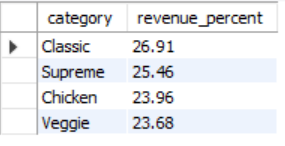 category revenue_percent
Classic 26.91
Supreme 25.46
Chicken 23.96
Veggie 23.68